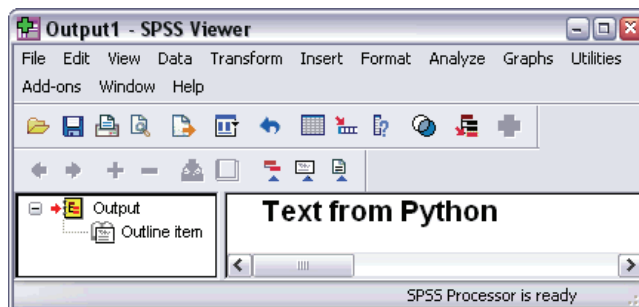 Output1 - SPSS Viewer
File Edit View Data Transform Insert Format Analyze Graphs Utilities
Add-ons Window Help
Output
Outline item
Text from Python
SPSS Processor is ready